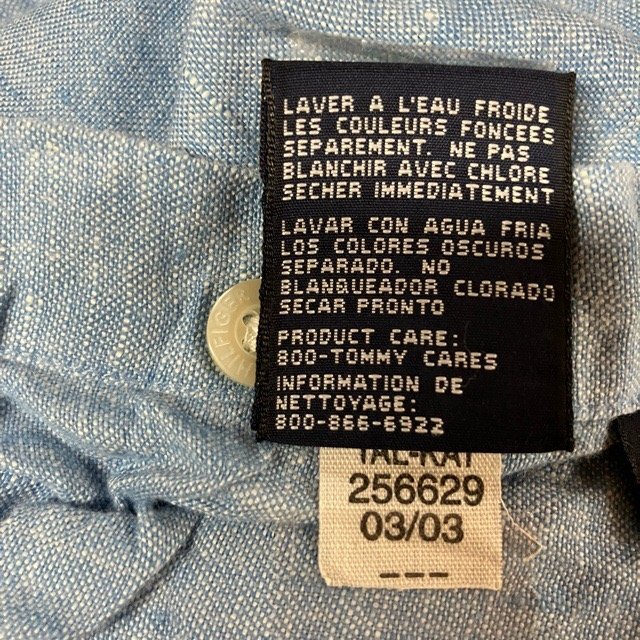 LAVER A L'EAU FROIDE
LES COULEURS FONCEES
SEPAREMENT. NE PAS
BLANCHIR AVEC CHLORE
SECHER IMMEDIATEMENT
LAVAR CON AGUA FRIA
LOS COLORES OSCUROS
SEPARADO. NO
BLANQUEADOR CLORADO
SECAR PRONTO
PRODUCT CARE:
800-TOMMY CARES
INFORMATION DE
NETTOYAGE:
800-866-6922
256629
03/03
---